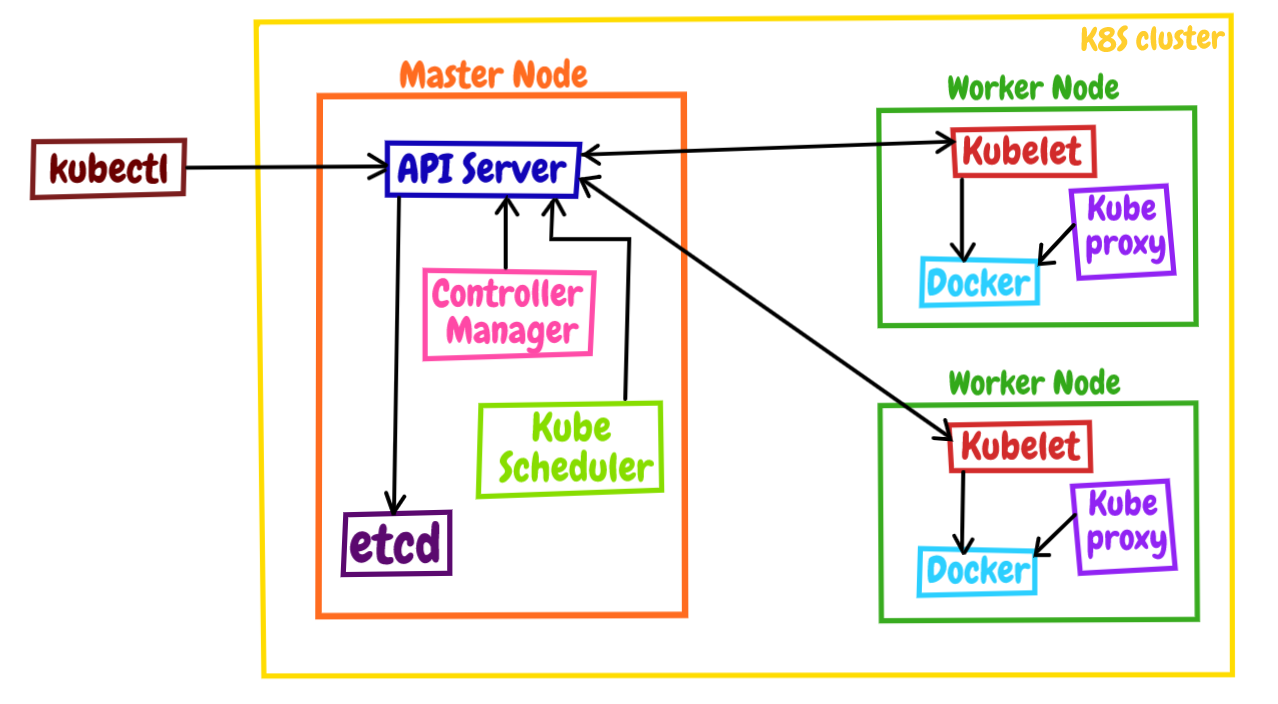 K8S cluster
Master Node
Worker Node
kubectl
API Server
Kubelet
Kube
proxy
Docker
Controller
Manager
Worker Node
Kube
Scheduler
Kubelet
Kube
proxy
etcd
Docker